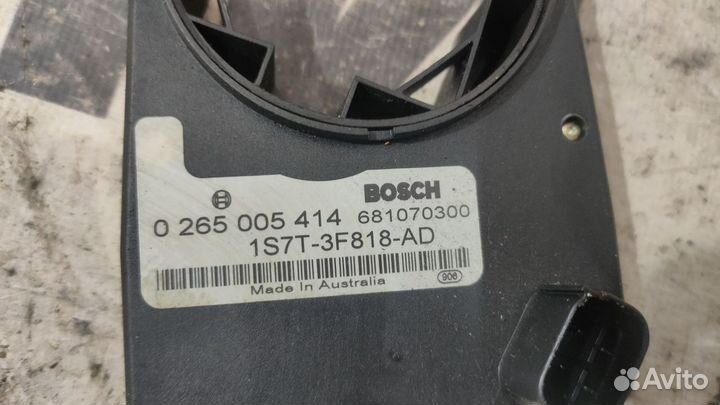 BOSCH
0 265 005 414 681070300
1S7T-3F818-AD
Made In Australia
906
Avito